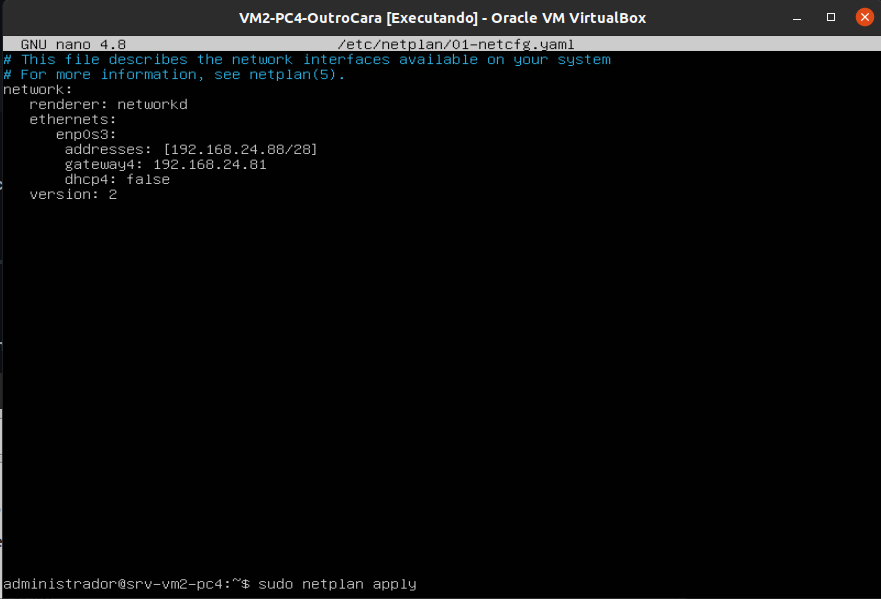 VM2-PC4-OutroCara [Executando] - Oracle VM VirtualBox
GNU nano 4.8 /etc/netplan/01-netcfg.yaml
# This file describes the network interfaces available on your system
# For more information, see netplan(5).
network:
   renderer: networkd
   ethernets:
      enp0s3:
       addresses: [192.168.24.88/28]
       gateway4: 192.168.24.81
       dhcp4: false
   version: 2
administrador@srv-vm2-pc4:~$ sudo netplan apply